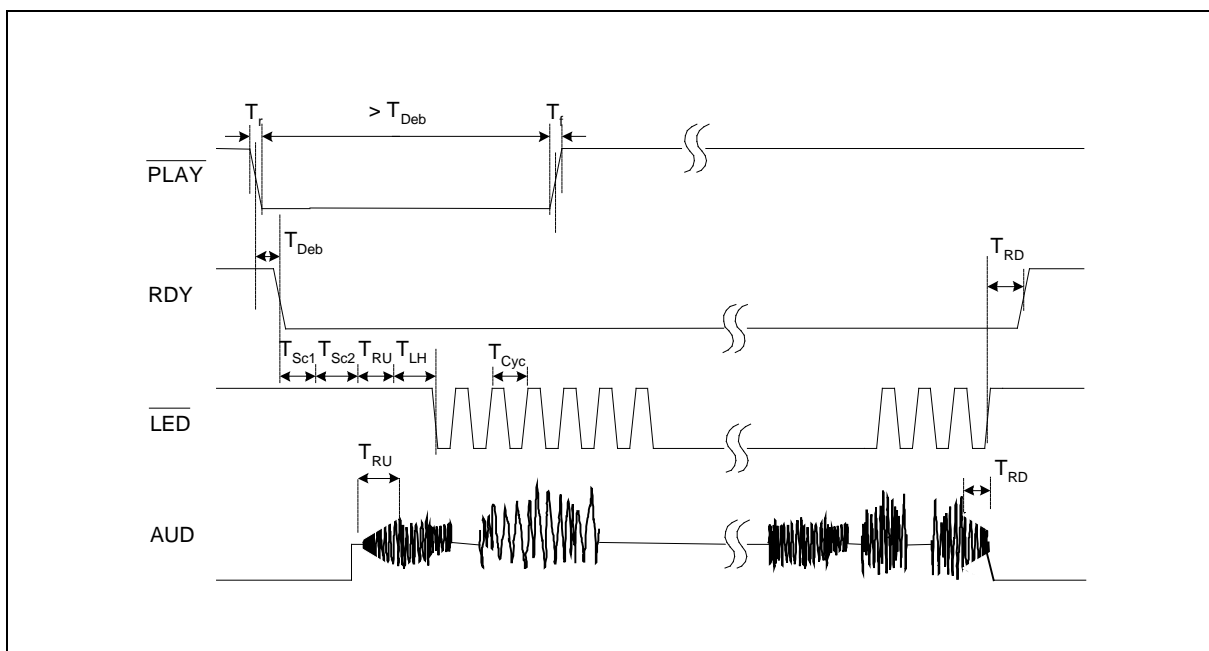 Tr > TDeb Tf
PLAY
TDeb
TRD
RDY
TSc1 TSc2 TRU TLH TCyc
LED
TRU
TRD
AUD